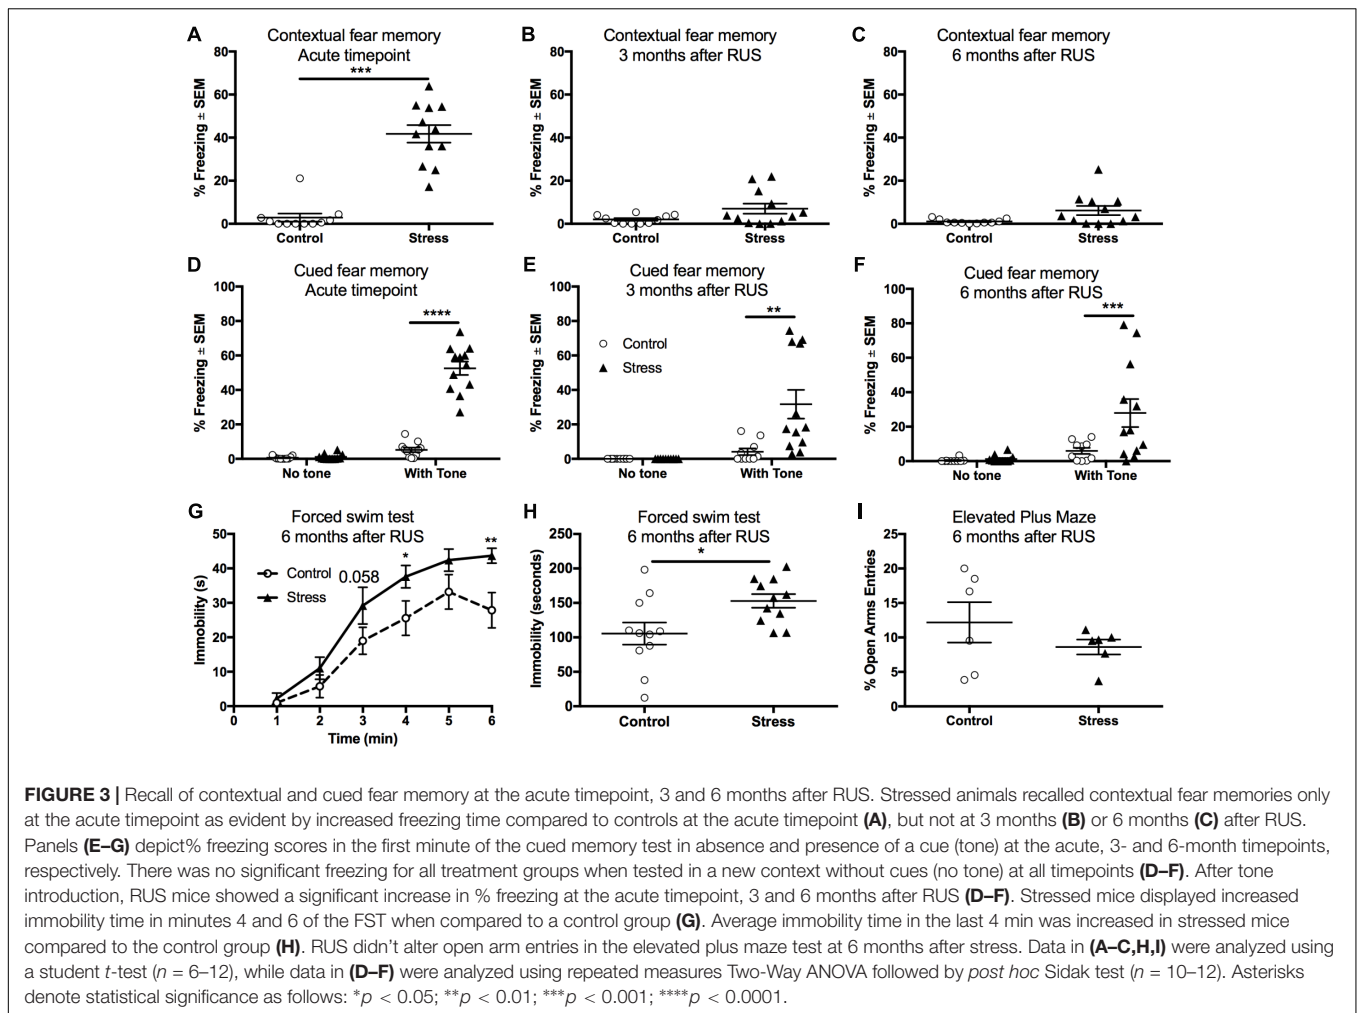 A
Contextual fear memory
Acute timepoint
***
80
60
40
20
0
% Freezing ± SEM
Control
Stress
B
Contextual fear memory
3 months after RUS
80
60
40
20
0
% Freezing ± SEM
Control
Stress
C
Contextual fear memory
6 months after RUS
80
60
40
20
0
% Freezing ± SEM
Control
Stress
D
Cued fear memory
Acute timepoint
****
100
80
60
40
20
0
% Freezing ± SEM
No tone
With Tone
E
Cued fear memory
3 months after RUS
**
100
80
60
40
20
0
% Freezing ± SEM
Control
Stress
No tone
With Tone
F
Cued fear memory
6 months after RUS
***
100
80
60
40
20
0
% Freezing ± SEM
No tone
With Tone
G
Forced swim test
6 months after RUS
50
40
30
20
10
0
Immobility (s)
Control
Stress
0.058
*
**
0 1 2 3 4 5 6
Time (min)
H
Forced swim test
6 months after RUS
*
250
200
150
100
50
0
Immobility (seconds)
Control
Stress
I
Elevated Plus Maze
6 months after RUS
25
20
15
10
5
0
% Open Arms Entries
Control
Stress
FIGURE 3 | Recall of contextual and cued fear memory at the acute timepoint, 3 and 6 months after RUS. Stressed animals recalled contextual fear memories only
at the acute timepoint as evident by increased freezing time compared to controls at the acute timepoint (A), but not at 3 months (B) or 6 months (C) after RUS.
Panels (E–G) depict% freezing scores in the first minute of the cued memory test in absence and presence of a cue (tone) at the acute, 3- and 6-month timepoints,
respectively. There was no significant freezing for all treatment groups when tested in a new context without cues (no tone) at all timepoints (D–F). After tone
introduction, RUS mice showed a significant increase in % freezing at the acute timepoint, 3 and 6 months after RUS (D–F). Stressed mice displayed increased
immobility time in minutes 4 and 6 of the FST when compared to a control group (G). Average immobility time in the last 4 min was increased in stressed mice
compared to the control group (H). RUS didn't alter open arm entries in the elevated plus maze test at 6 months after stress. Data in (A–C,H,I) were analyzed using
a student t-test (n = 6–12), while data in (D–F) were analyzed using repeated measures Two-Way ANOVA followed by post hoc Sidak test (n = 10–12). Asterisks
denote statistical significance as follows: *p < 0.05; **p < 0.01; ***p < 0.001; ****p < 0.0001.